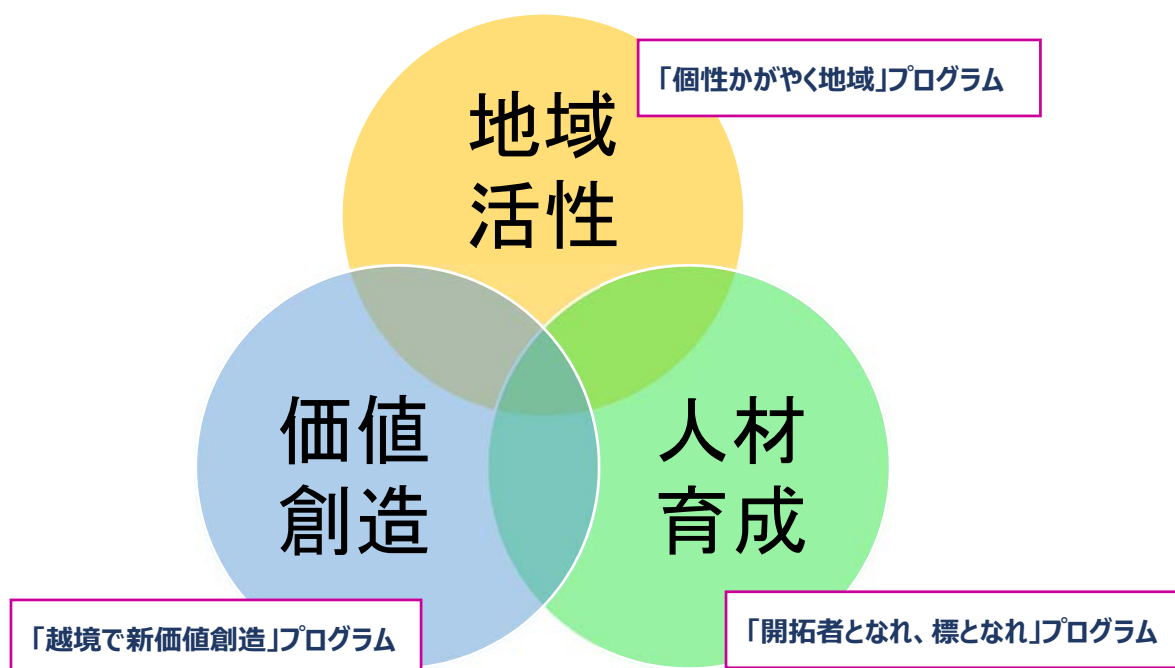 「個性かがやく地域」プログラム
地域
活性
価値
創造
人材
育成
「越境で新価値創造」プログラム
「開拓者となれ、標となれ」プログラム